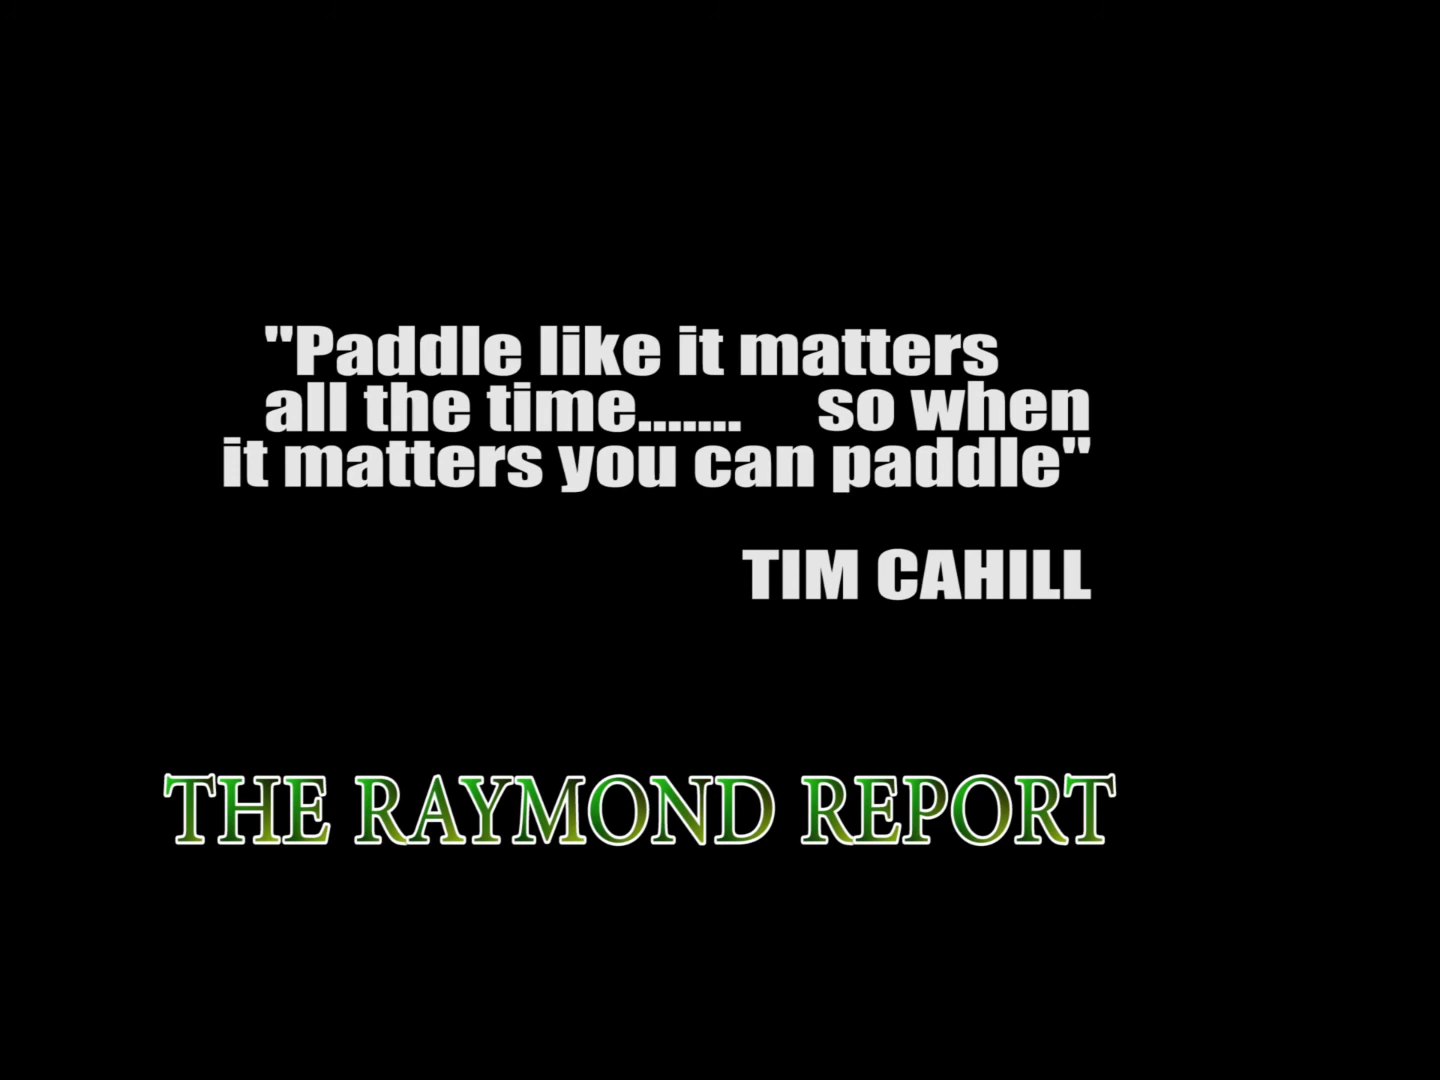 "Paddle like it matters
all the time....... so when
it matters you can paddle"
TIM CAHILL
THE RAYMOND REPORT